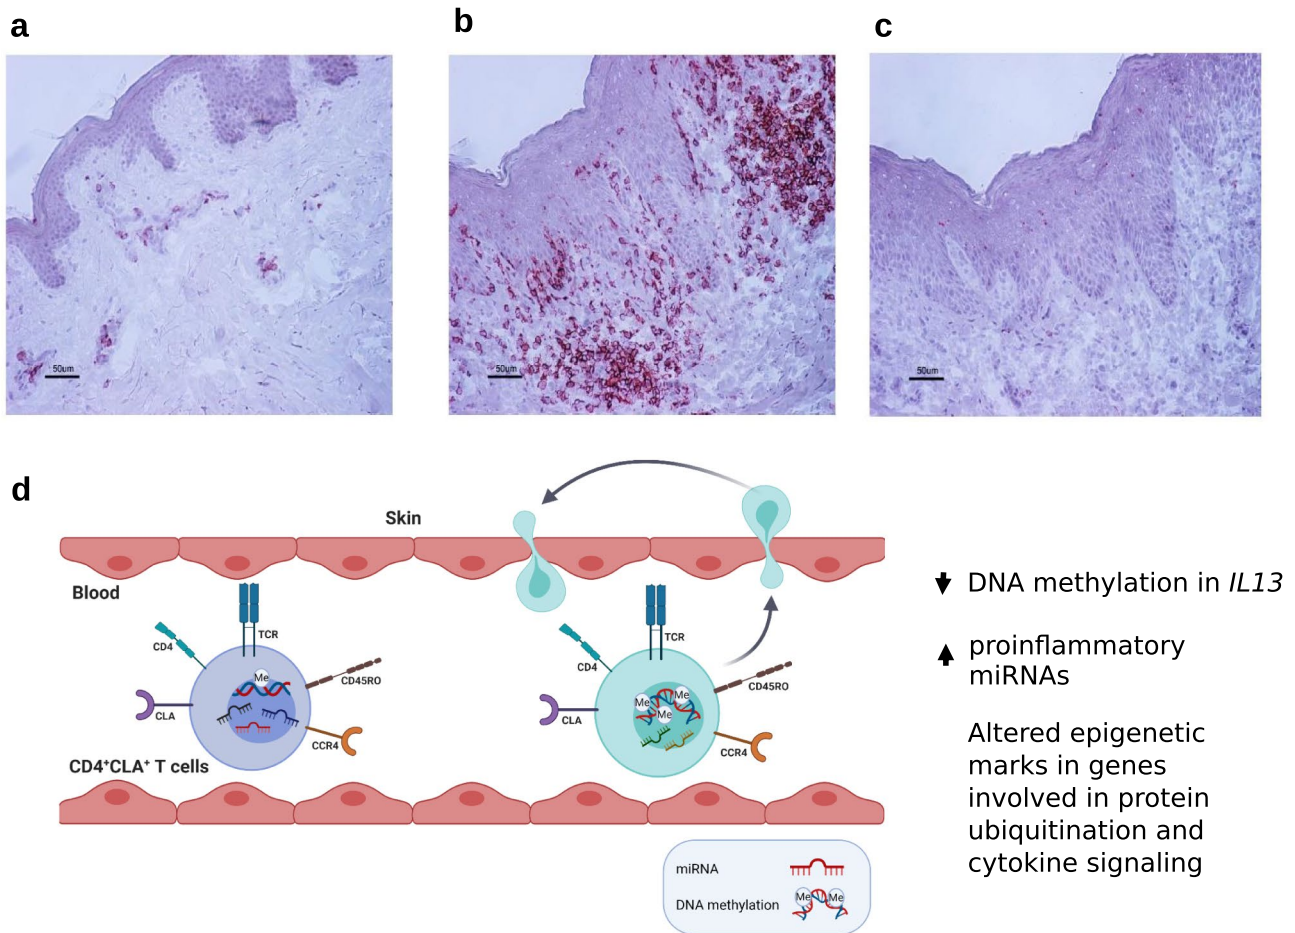 a
b
c
50um
50um
50um
d
Skin
Blood
TCR
CD4
CD45RO
Me
CLA
CCR4
CD4⁺CLA⁺ T cells
TCR
CD4
CD45RO
Me
Me
Me
CLA
CCR4
miRNA
DNA methylation
Me
Me
DNA methylation in IL13
proinflammatory
miRNAs
Altered epigenetic
marks in genes
involved in protein
ubiquitination and
cytokine signaling